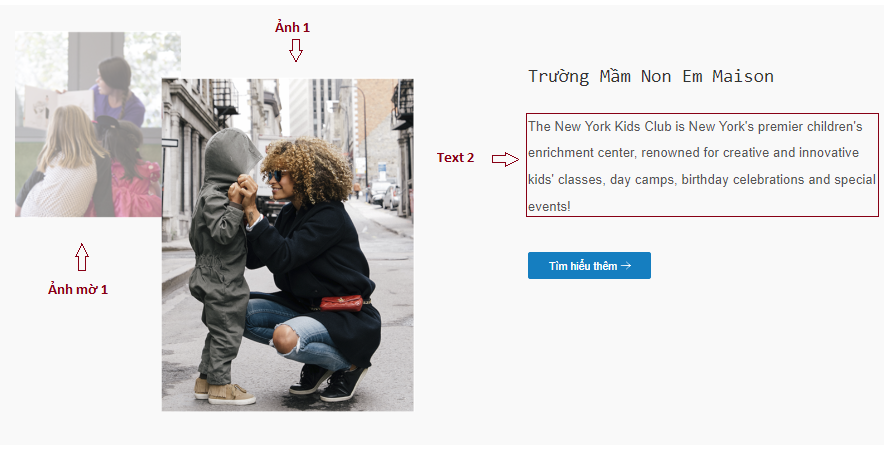 Ảnh 1
Trường Mầm Non Em Maison
The New York Kids Club is New York's premier children's
enrichment center, renowned for creative and innovative
kids' classes, day camps, birthday celebrations and special
events!
Text 2
Tìm hiểu thêm →
Ảnh mờ 1